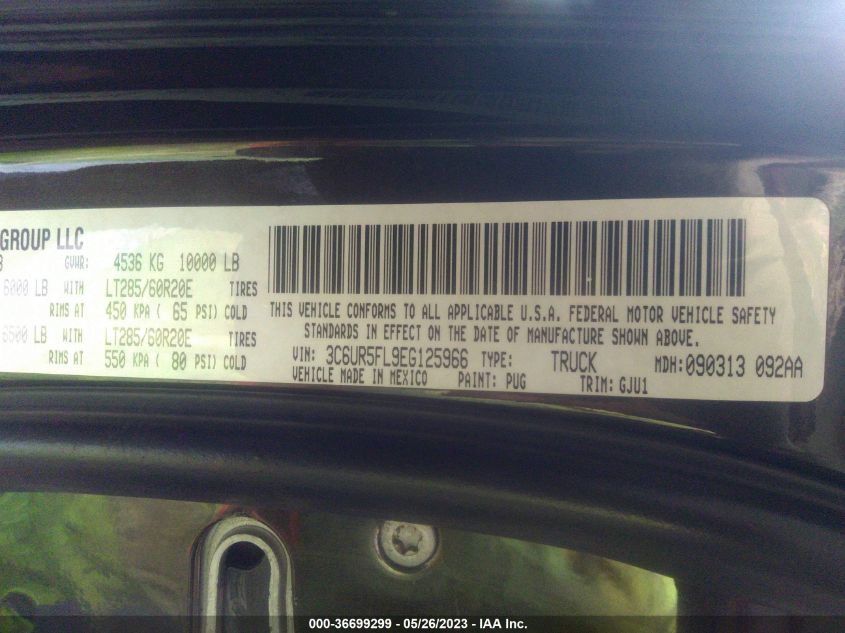 GROUP LLC
GVWR: 4536 KG 10000 LB
6000 LB WITH LT285/60R20E TIRES
RIMS AT 450 KPA ( 65 PSI) COLD
6500 LB WITH LT285/60R20E TIRES
RIMS AT 550 KPA ( 80 PSI) COLD
THIS VEHICLE CONFORMS TO ALL APPLICABLE U.S.A. FEDERAL MOTOR VEHICLE SAFETY
STANDARDS IN EFFECT ON THE DATE OF MANUFACTURE SHOWN ABOVE.
VIN: 3C6UR5FL9EG125966 TYPE: TRUCK MDH:090313 092AA
VEHICLE MADE IN MEXICO PAINT: PUG TRIM: GJU1
000-36699299 — 05/26/2023 — IAA Inc.